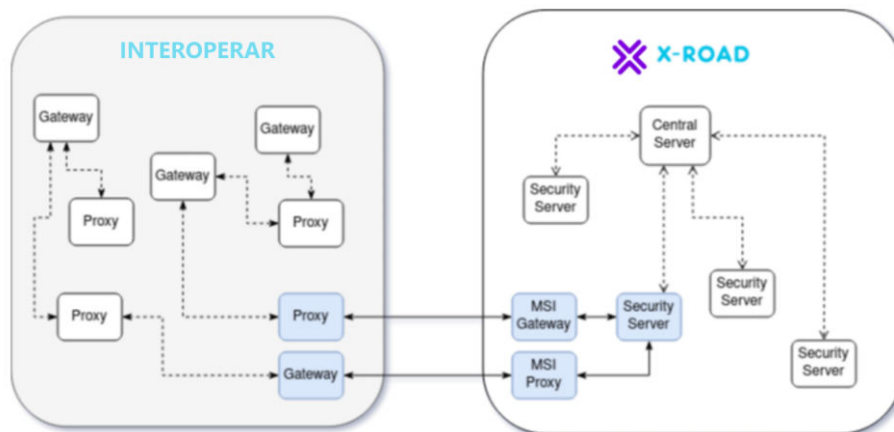 INTEROPERAR
Gateway
Gateway
Gateway
Proxy
Proxy
Proxy
Proxy
Gateway
X-ROAD
Central
Server
Security
Server
Security
Server
MSI
Gateway
Security
Server
MSI
Proxy
Security
Server